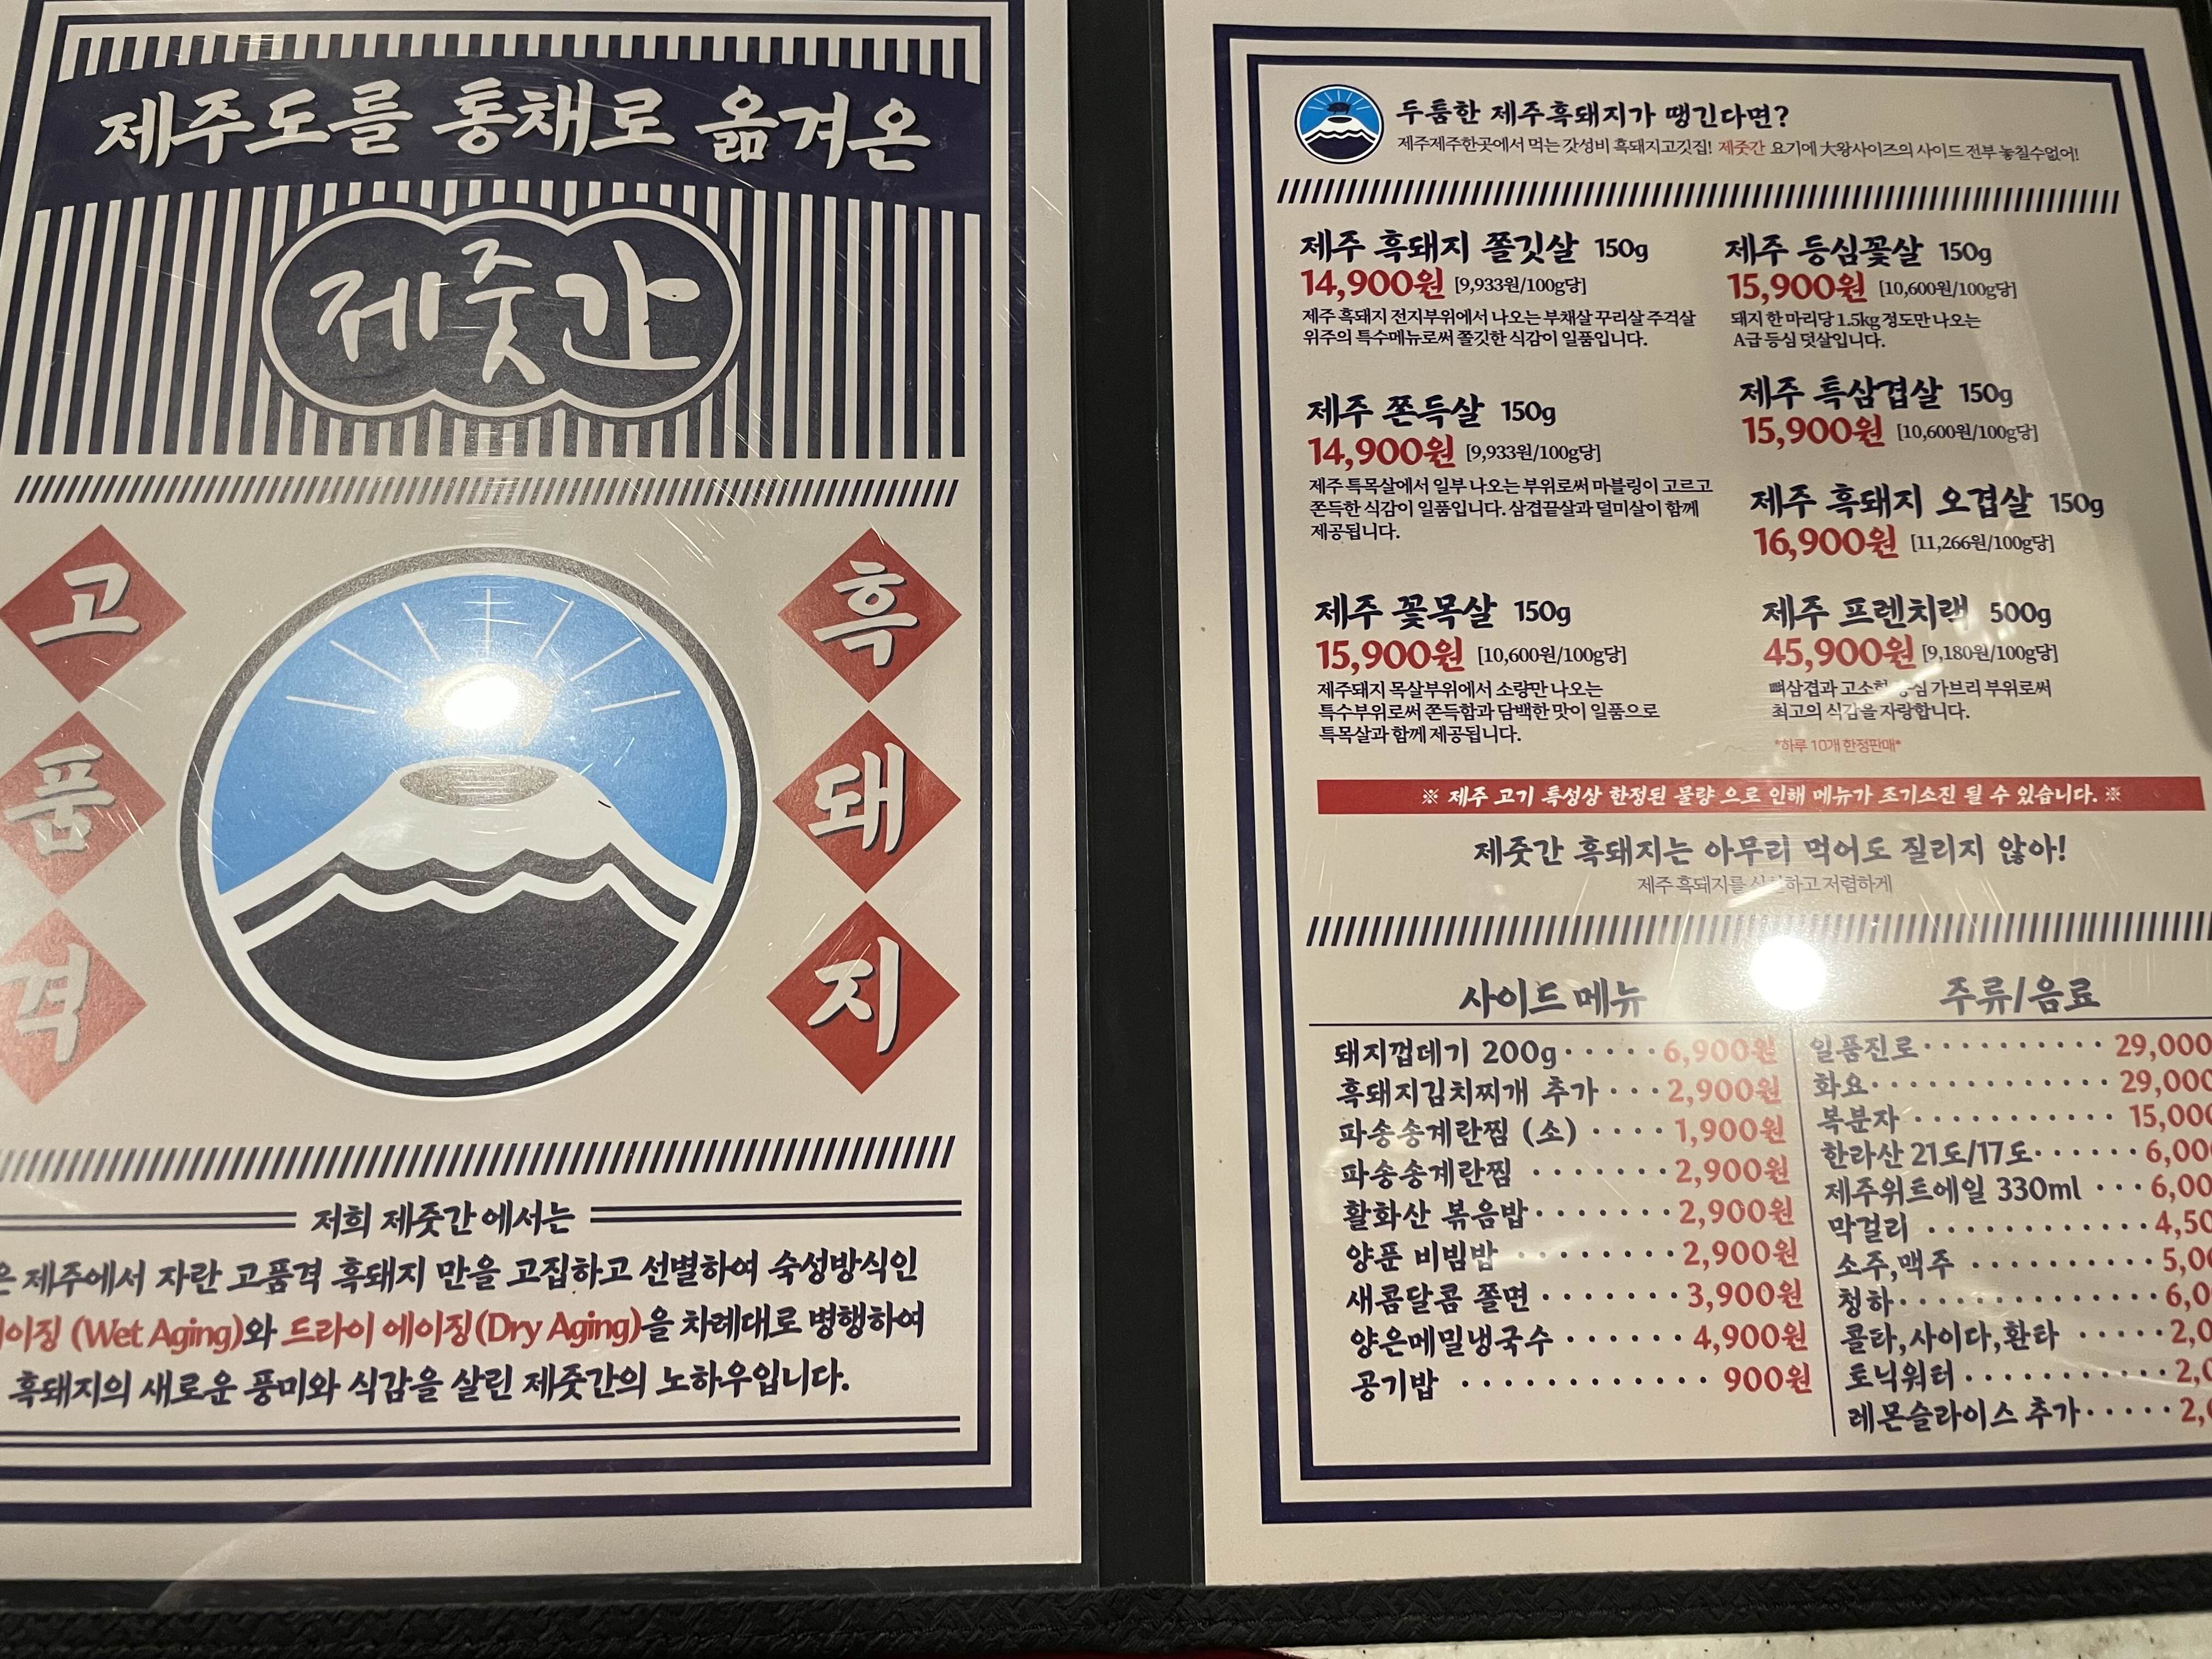 제주도를 통채로 옮겨온
제줏간
고
품
격
흑
돼
지
저희 제줏간에서는
제주에서 자란 고품격 흑돼지 만을 고집하고 선별하여 숙성방식인
이징 (Wet Aging)와 드라이 에이징(Dry Aging)을 차례대로 병행하여
흑돼지의 새로운 풍미와 식감을 살린 제줏간의 노하우입니다.
두툼한 제주흑돼지가 땡긴다면?
제주제주한곳에서 먹는 갓성비 흑돼지고깃집! 제줏간 요기에 大왕사이즈의 사이드 전부 놓칠수없어!
제주 흑돼지 쫄깃살 150g
14,900원 [9,933원/100g당]
제주 흑돼지 전지부위에서 나오는 부채살 꾸리살 주걱살
위주의 특수메뉴로써 쫄깃한 식감이 일품입니다.
제주 쫀득살 150g
14,900원 [9,933원/100g당]
제주 특목살에서 일부 나오는 부위로써 마블링이 고르고
쫀득한 식감이 일품입니다. 삼겹끝살과 덜미살이 함께
제공됩니다.
제주 꽃목살 150g
15,900원 [10,600원/100g당]
제주돼지 목살부위에서 소량만 나오는
특수부위로써 쫀득함과 담백한 맛이 일품으로
특목살과 함께 제공됩니다.
제주 등심꽃살 150g
15,900원 [10,600원/100g당]
돼지 한 마리당 1.5kg 정도만 나오는
A급 등심 덧살입니다.
제주 특삼겹살 150g
15,900원 [10,600원/100g당]
제주 흑돼지 오겹살 150g
16,900원 [11,266원/100g당]
제주 프렌치랙 500g
45,900원 [9,180원/100g당]
뼈삼겹과 가브리 부위로써
최고의 식감을 자랑합니다.
*하루 10개 한정판매*
※ 제주 고기 특성상 한정된 물량 으로 인해 메뉴가 조기소진 될 수 있습니다. ※
제줏간 흑돼지는 아무리 먹어도 질리지 않아!
제주 흑돼지를 저렴하게
사이드 메뉴
돼지껍데기 200g · · · · · 6,900원
흑돼지김치찌개 추가 · · · 2,900원
파송송계란찜 (소) · · · · 1,900원
파송송계란찜 · · · · · · · 2,900원
활화산 볶음밥 · · · · · · · 2,900원
양푼 비빔밥 · · · · · · · · 2,900원
새콤달콤 쫄면 · · · · · · · 3,900원
양은메밀냉국수 · · · · · · 4,900원
공기밥 · · · · · · · · · · · · 900원
주류/음료
일품진로 · · · · · · · · · · 29,000
화요 · · · · · · · · · · · · · 29,000
복분자 · · · · · · · · · · · 15,000
한라산 21도/17도 · · · · · · 6,00
제주위트에일 330ml · · · 6,00
막걸리 · · · · · · · · · · · 4,50
소주,맥주 · · · · · · · · · · 5,0
청하 · · · · · · · · · · · · · 6,0
콜타,사이다,환타 · · · · · 2,0
토닉워터 · · · · · · · · · · · 2,0
레몬슬라이스 추가 · · · · · 2,